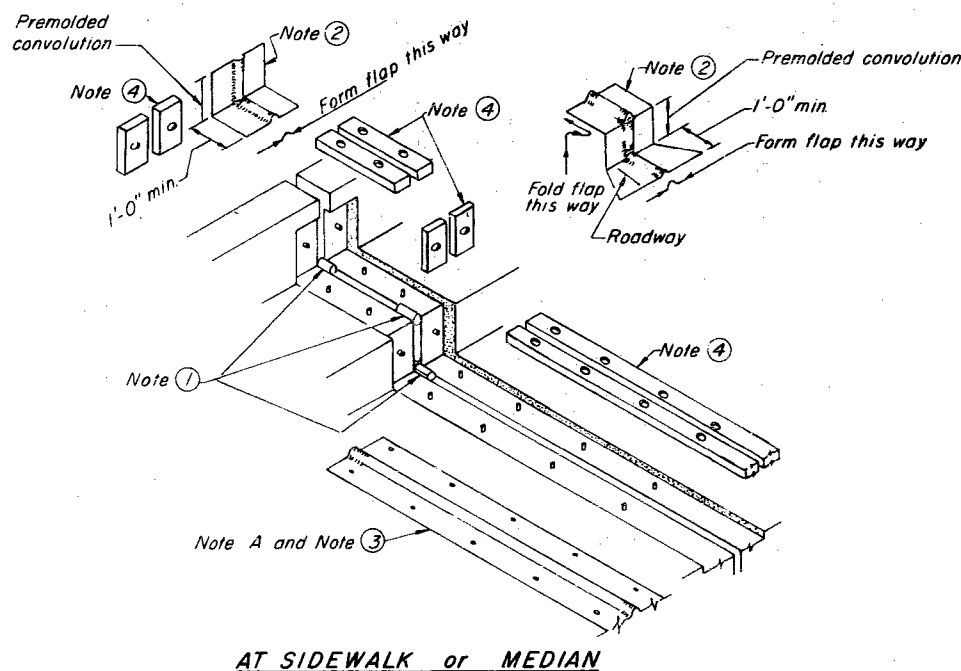 Premolded
convolution
Note 2
Form flap this way
Note 4
1'-0" min.
Note 4
Note 2
Premolded convolution
1'-0" min.
Form flap this way
Fold flap
this way
Roadway
Note 1
Note 4
Note A and Note 3
AT SIDEWALK or MEDIAN